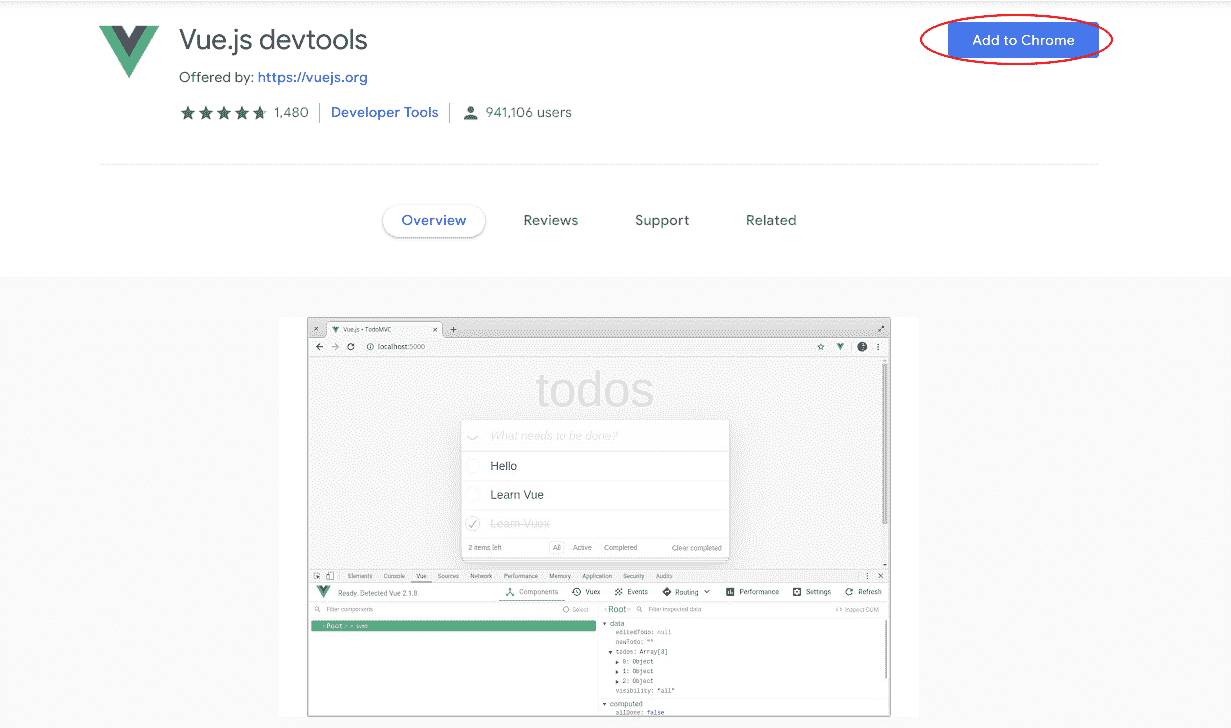 Vue.js devtools
Add to Chrome
Offered by: https://vuejs.org
1,480 Developer Tools 941,106 users
Overview Reviews Support Related
Vue.js • TodoMVC
localhost:5000
todos
What needs to be done?
Hello
Learn Vue
Learn Vuex
2 items left All Active Completed Clear completed
Elements Console Vue Sources Network Performance Memory Application Security Audits
Ready. Detected Vue 2.1.8. Components Vuex Events Routing Performance Settings Refresh
Filter components Select <Root> Filter inspected data <> Inspect DOM
<Root> = $vm0
data
editedTodo: null
newTodo: ""
todos: Array[3]
0: Object
1: Object
2: Object
visibility: "all"
computed
allDone: false